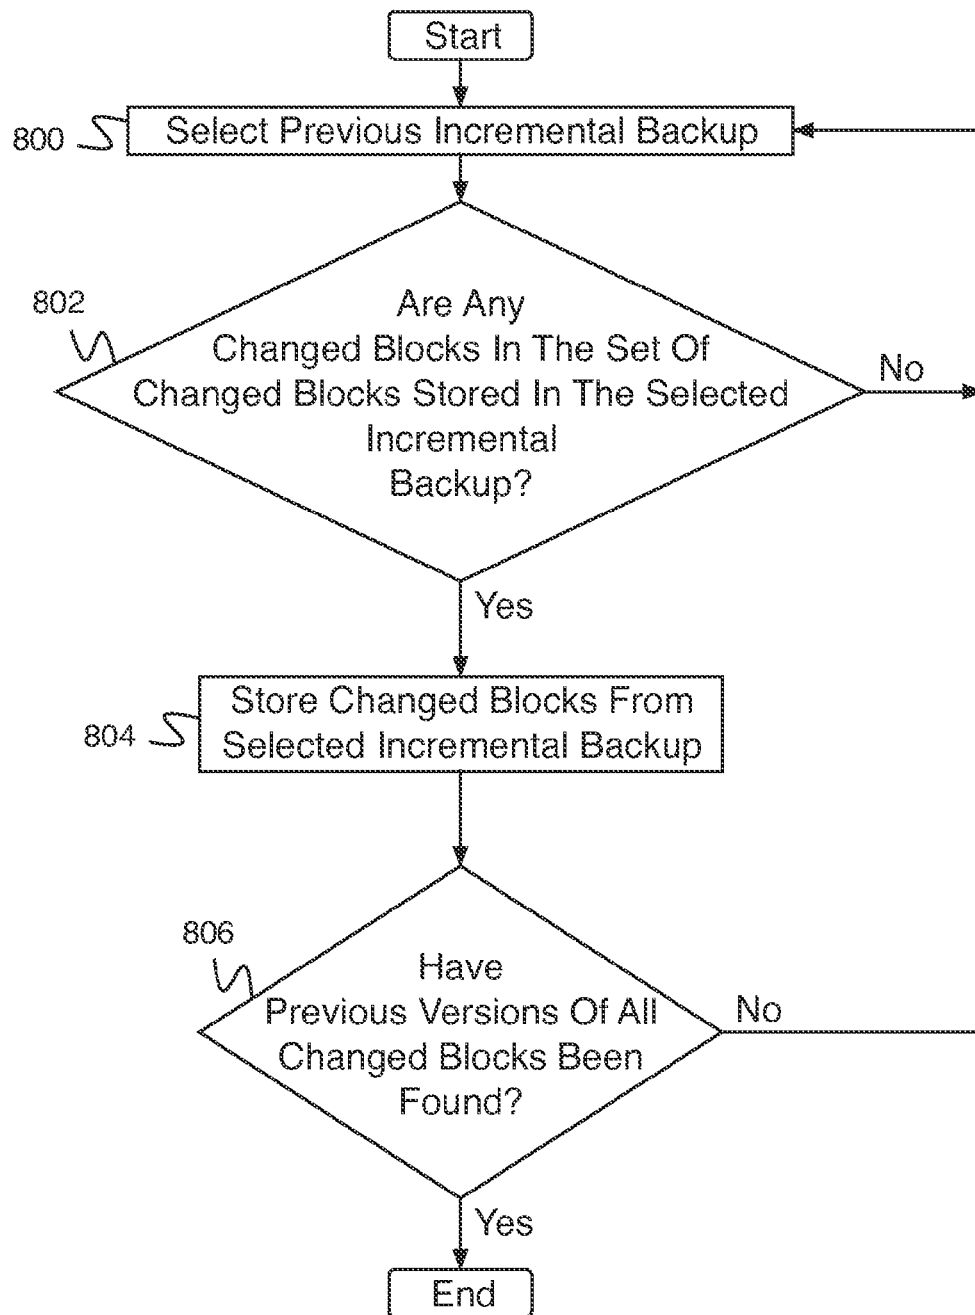 Start
800
Select Previous Incremental Backup
802
Are Any
Changed Blocks In The Set Of
Changed Blocks Stored In The Selected
Incremental
Backup?
No
Yes
804
Store Changed Blocks From
Selected Incremental Backup
806
Have
Previous Versions Of All
Changed Blocks Been
Found?
No
Yes
End